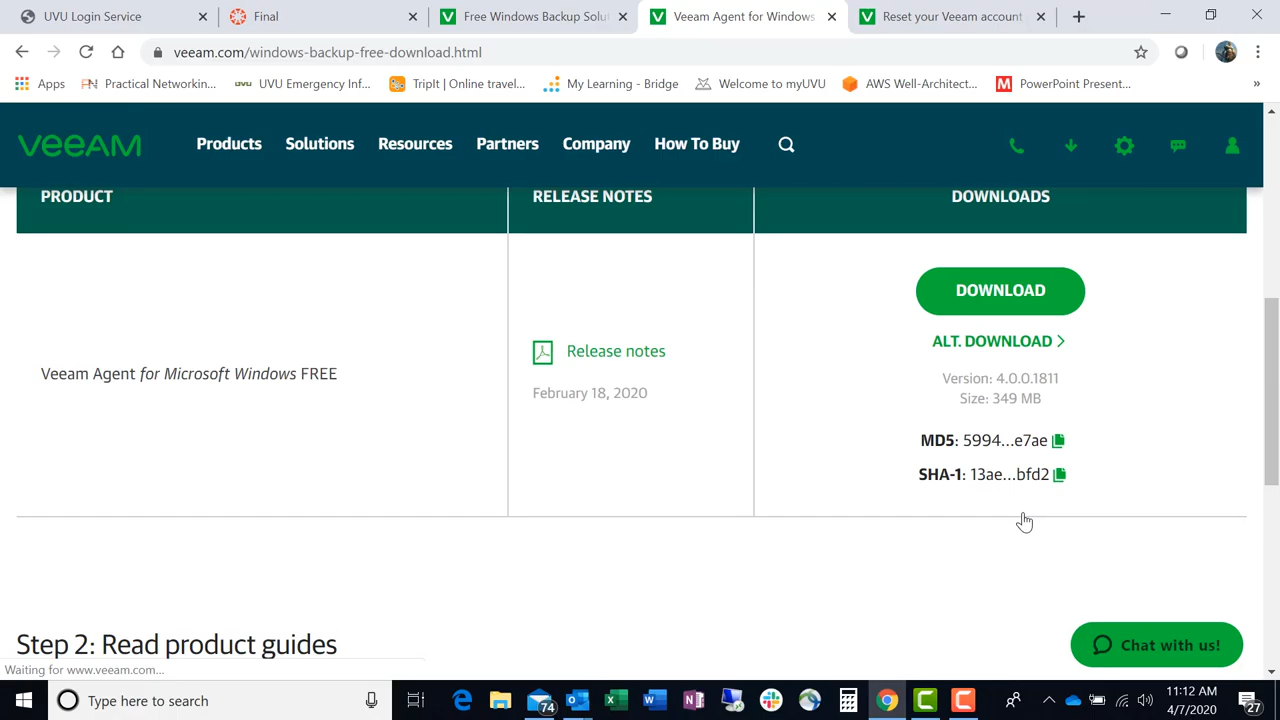 UVU Login Service
Final
Free Windows Backup Solu
Veeam Agent for Windows
Reset your Veeam account
veeam.com/windows-backup-free-download.html
Apps
Practical Networkin...
UVU Emergency Inf...
TripIt | Online travel...
My Learning - Bridge
Welcome to myUVU
AWS Well-Architect...
PowerPoint Present...
»
VEEAM
Products
Solutions
Resources
Partners
Company
How To Buy
PRODUCT
RELEASE NOTES
DOWNLOADS
DOWNLOAD
ALT. DOWNLOAD
Version: 4.0.0.1811
Size: 349 MB
Veeam Agent for Microsoft Windows FREE
Release notes
February 18, 2020
MD5: 5994...e7ae
SHA-1: 13ae...bfd2
Step 2: Read product guides
Chat with us!
Waiting for www.veeam.com...
Type here to search
74
11:12 AM
4/7/2020
27